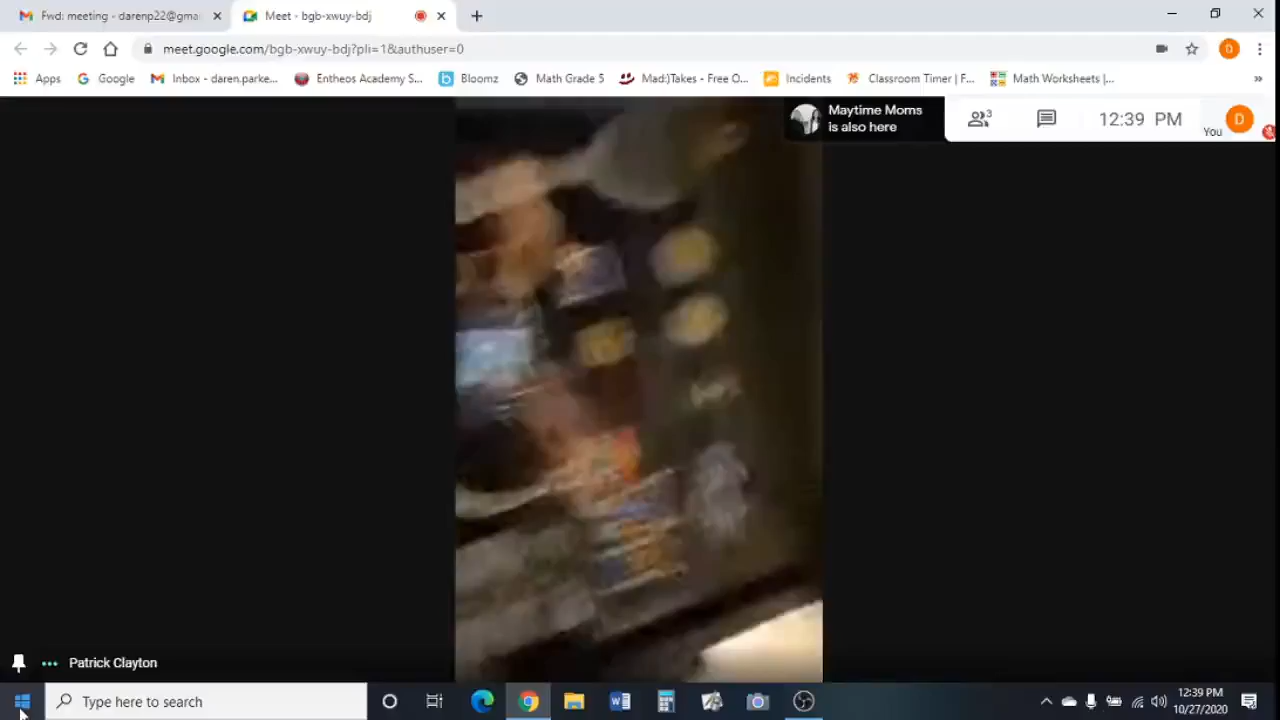 Fwd: meeting - darenp22@gma
Meet - bgb-xwuy-bdj
meet.google.com/bgb-xwuy-bdj?pli=1&authuser=0
D
Apps
Google
Inbox - daren.parke...
Entheos Academy S...
Bloomz
Math Grade 5
Mad:)Takes - Free O...
Incidents
Classroom Timer | F...
Math Worksheets |...
»
Maytime Moms
is also here
3
12:39 PM
You
D
Patrick Clayton
Type here to search
12:39 PM
10/27/2020